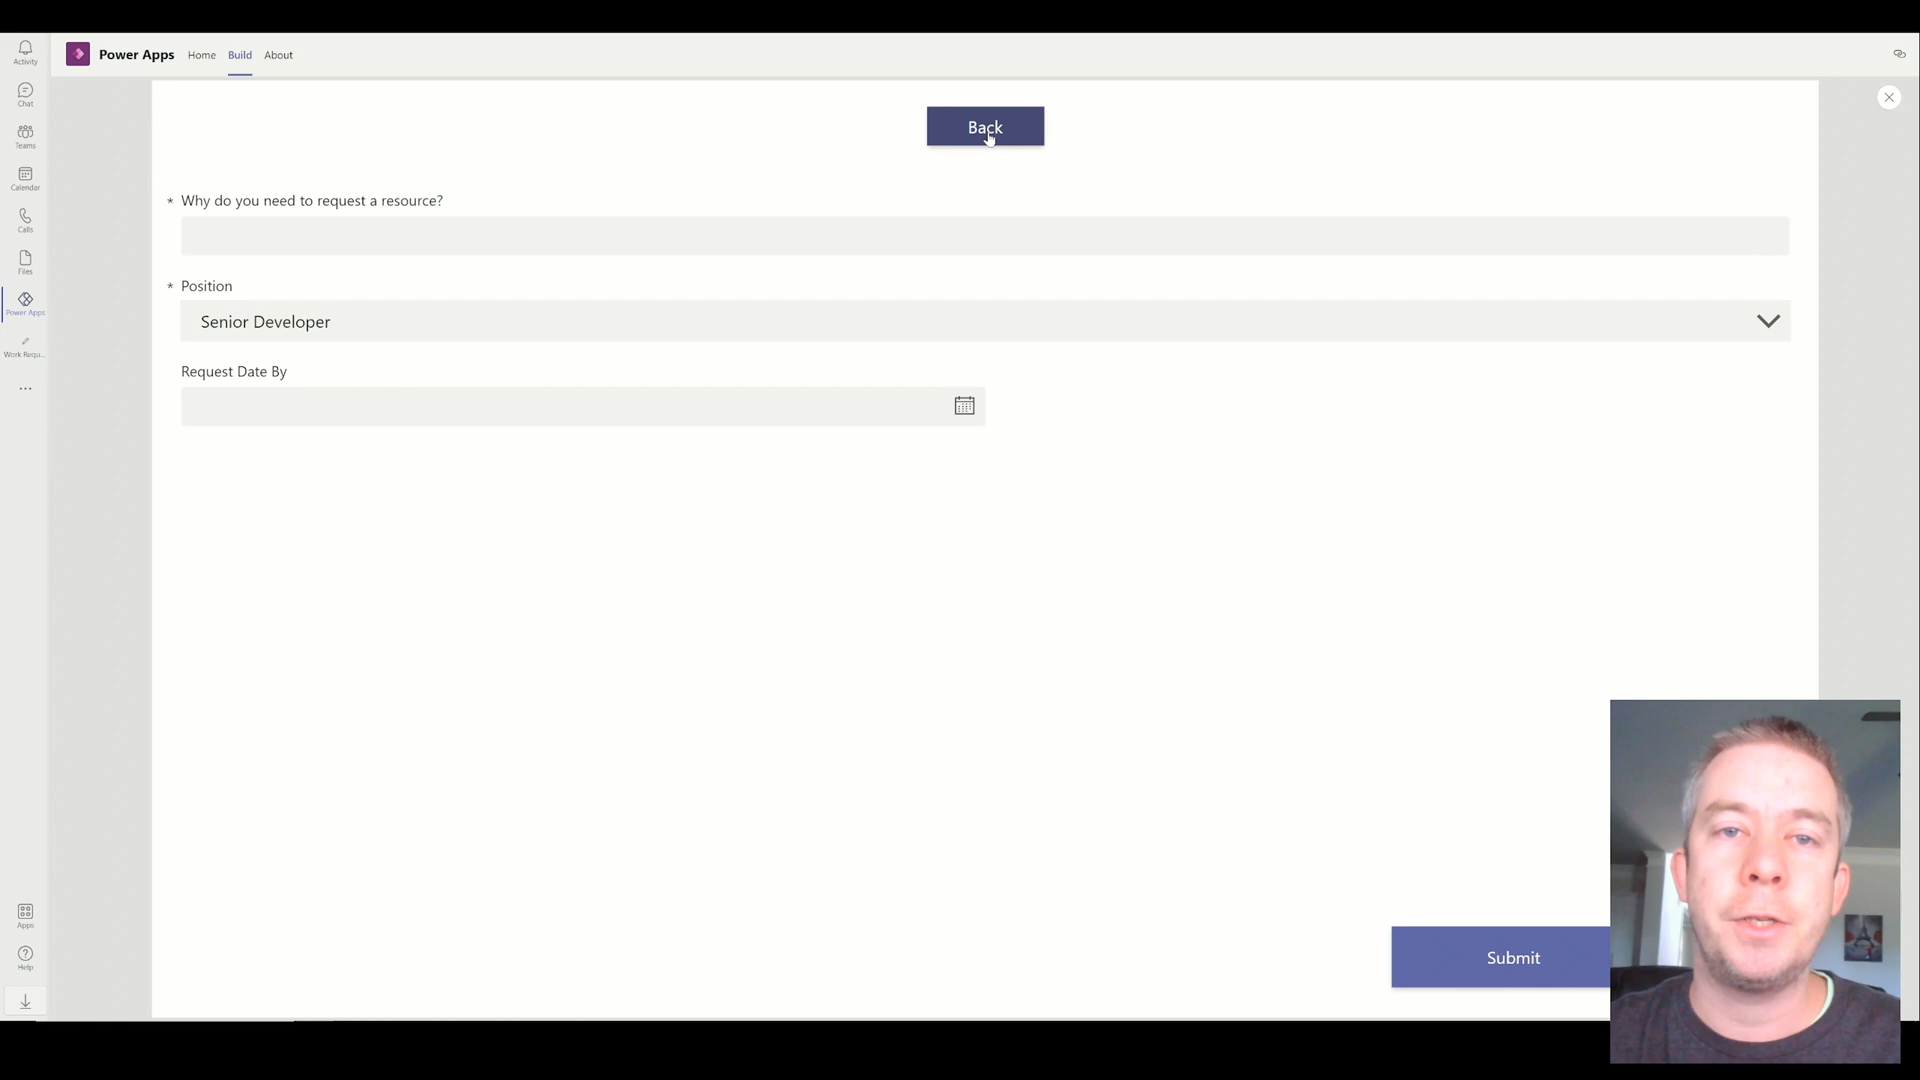 Activity
Chat
Teams
Calendar
Calls
Files
Power Apps
Work Requ...
Apps
Help
Power Apps Home Build About
Back
* Why do you need to request a resource?
* Position
Senior Developer
Request Date By
Submit